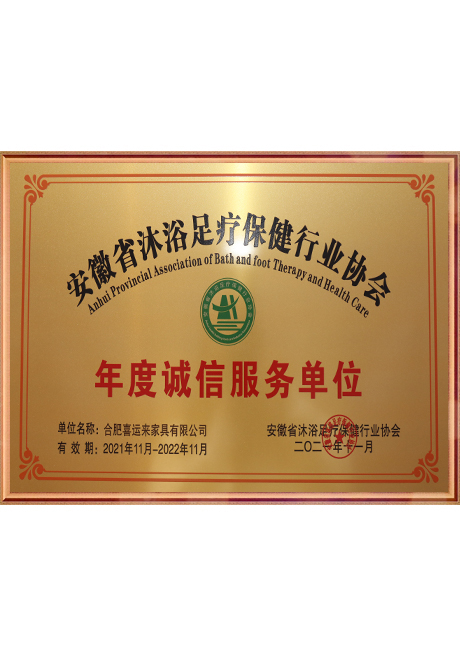 安徽省沐浴足疗保健行业协会
Anhui Provincial Association of Bath and foot Therapy and Health Care
年度诚信服务单位
单位名称：合肥喜运来家具有限公司
有 效 期：2021年11月-2022年11月
安徽省沐浴足疗保健行业协会
二〇二一年十一月